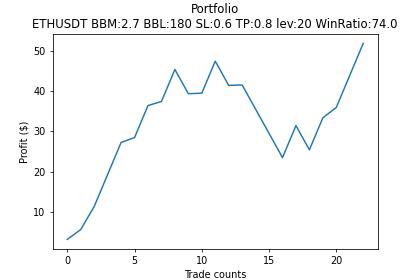 Portfolio
ETHUSDT BBM:2.7 BBL:180 SL:0.6 TP:0.8 lev:20 WinRatio:74.0
Profit ($)
50
40
30
20
10
0
5
10
15
20
Trade counts